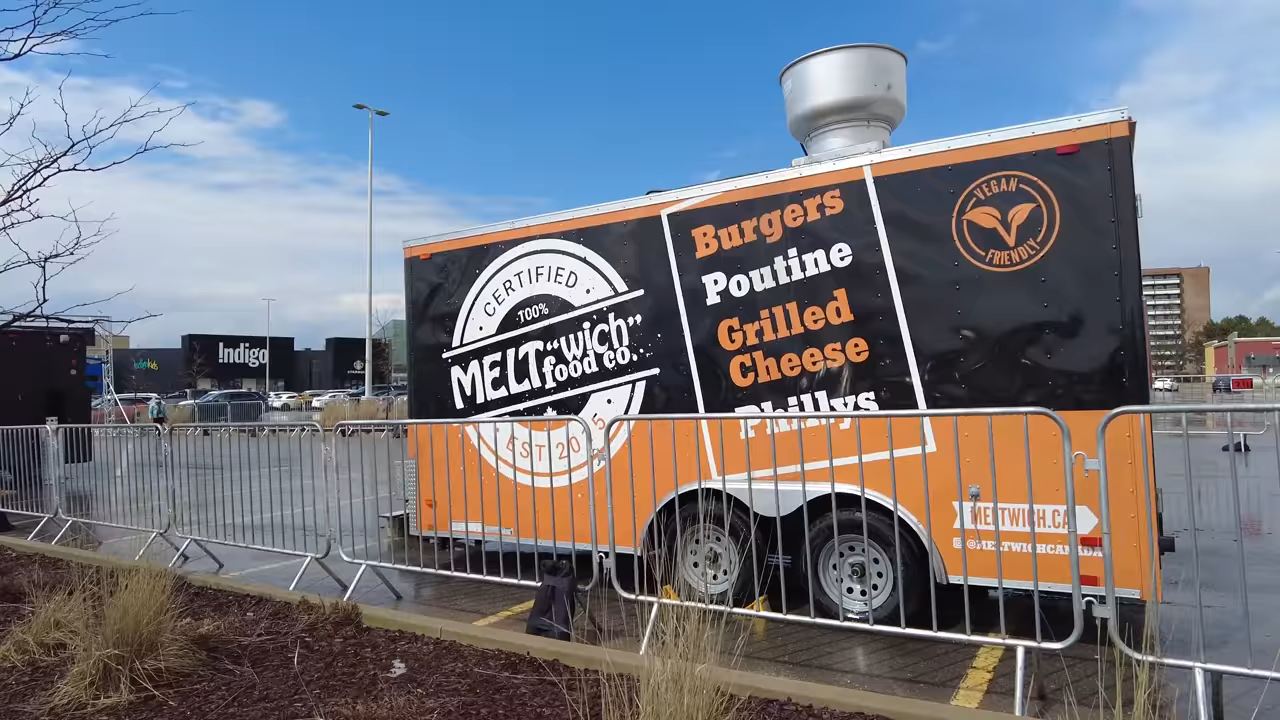 CERTIFIED
100%
MELT“wich”
food co.
EST 2015
Burgers
Poutine
Grilled
Cheese
Phillys
VEGAN
FRIENDLY
MELTWICH.CA
@MELTWICHCANADA
Indigo
indigokids